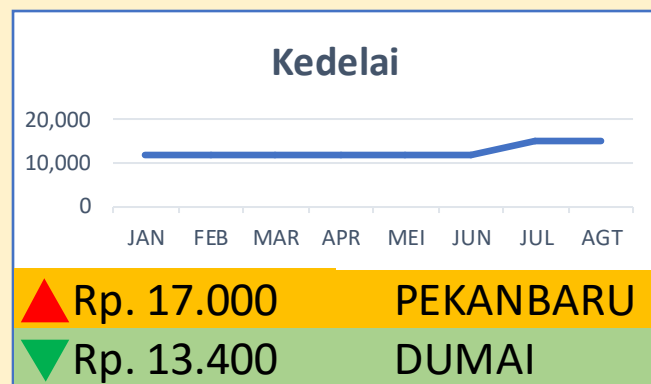 Kedelai
20,000
10,000
0
JAN FEB MAR APR MEI JUN JUL AGT
Rp. 17.000 PEKANBARU
Rp. 13.400 DUMAI